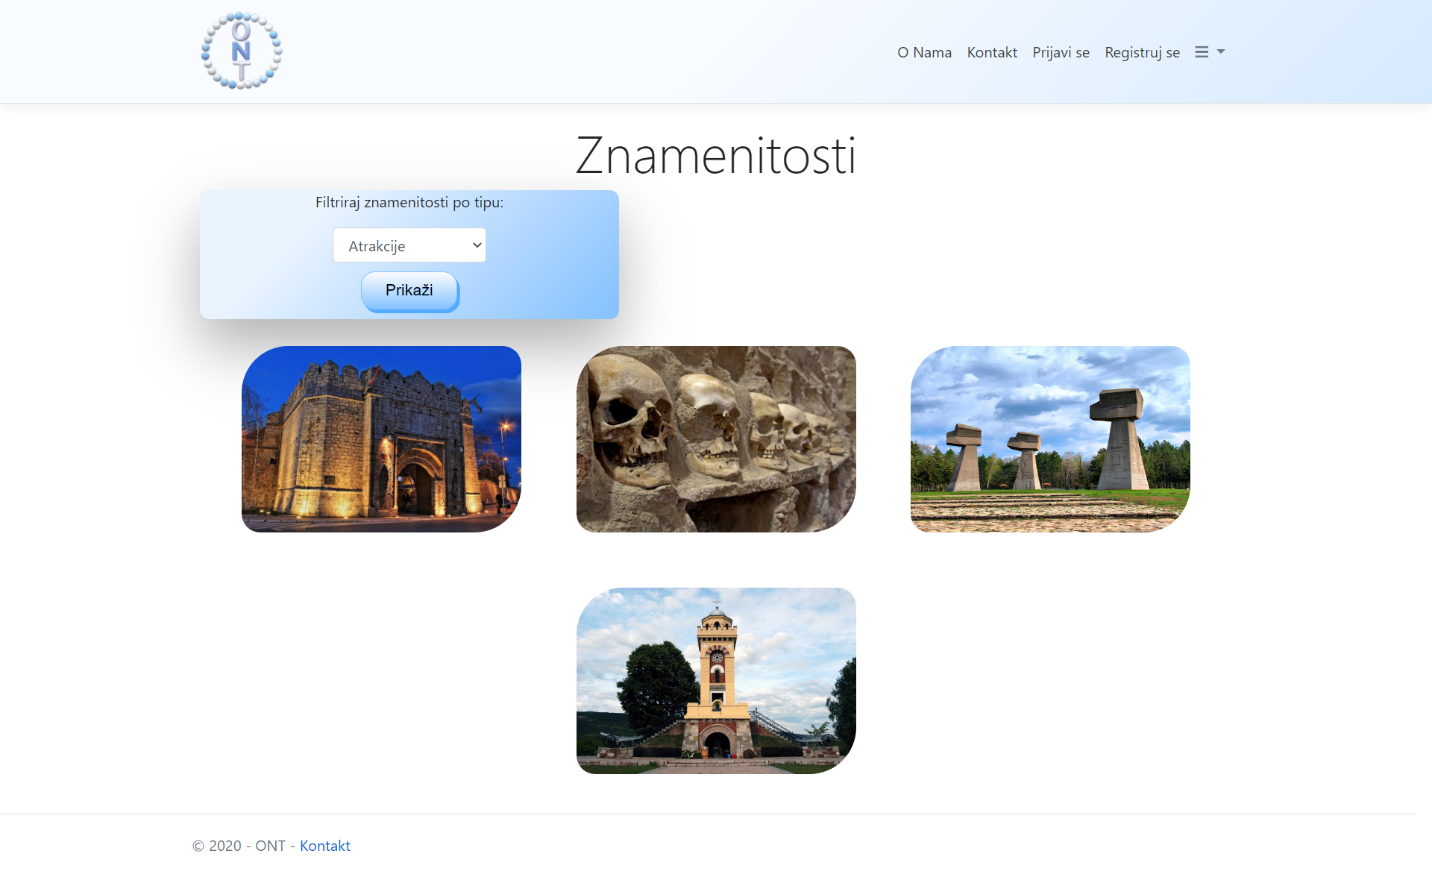 ONT
O Nama Kontakt Prijavi se Registruj se
Znamenitosti
Filtriraj znamenitosti po tipu:
Atrakcije
Prikaži
© 2020 - ONT - Kontakt